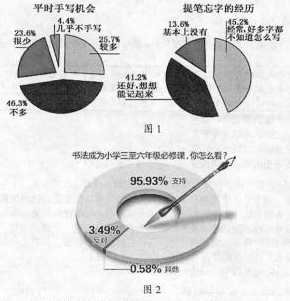 平时手写机会
提笔忘字的经历
4.4%
几乎不手写
23.6%
很少
25.7%
较多
46.3%
不多
13.6%
基本上没有
45.2%
经常,好多字都
不知道怎么写
41.2%
还好,想想
能记起来
图 1
书法成为小学三至六年级必修课,你怎么看?
95.93% 支持
3.49%
反对
0.58% 其他
图 2